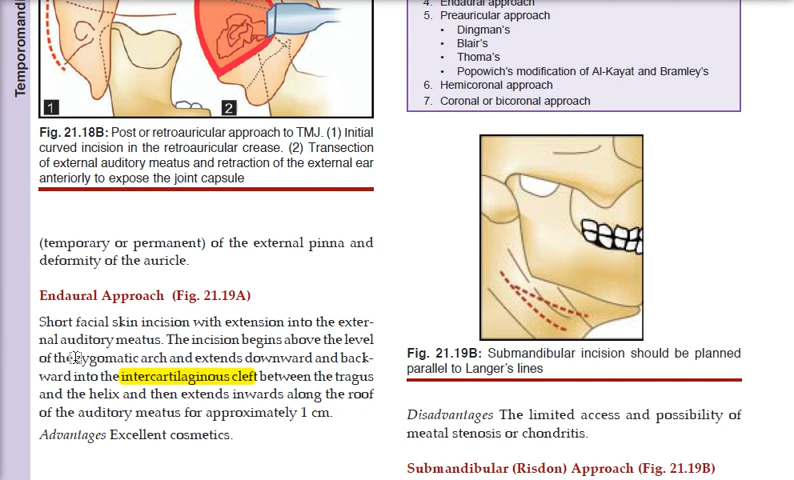 Temporomandi
1
2
Fig. 21.18B: Post or retroauricular approach to TMJ. (1) Initial
curved incision in the retroauricular crease. (2) Transection
of external auditory meatus and retraction of the external ear
anteriorly to expose the joint capsule
(temporary or permanent) of the external pinna and
deformity of the auricle.
Endaural Approach (Fig. 21.19A)
Short facial skin incision with extension into the exter-
nal auditory meatus. The incision begins above the level
of the zygomatic arch and extends downward and back-
ward into the intercartilaginous cleft between the tragus
and the helix and then extends inwards along the roof
of the auditory meatus for approximately 1 cm.
Advantages Excellent cosmetics.
4. Endaural approach
5. Preauricular approach
• Dingman's
• Blair's
• Thoma's
• Popowich's modification of Al-Kayat and Bramley's
6. Hemicoronal approach
7. Coronal or bicoronal approach
Fig. 21.19B: Submandibular incision should be planned
parallel to Langer's lines
Disadvantages The limited access and possibility of
meatal stenosis or chondritis.
Submandibular (Risdon) Approach (Fig. 21.19B)